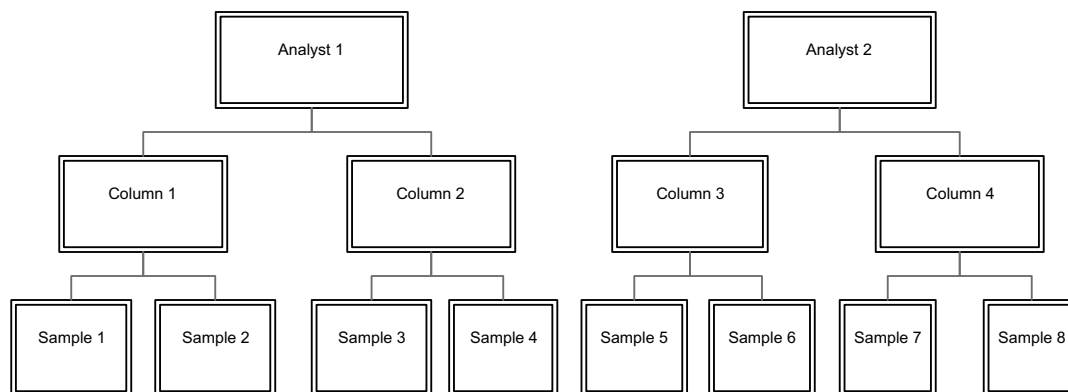 Analyst 1
Analyst 2
Column 1
Column 2
Column 3
Column 4
Sample 1
Sample 2
Sample 3
Sample 4
Sample 5
Sample 6
Sample 7
Sample 8